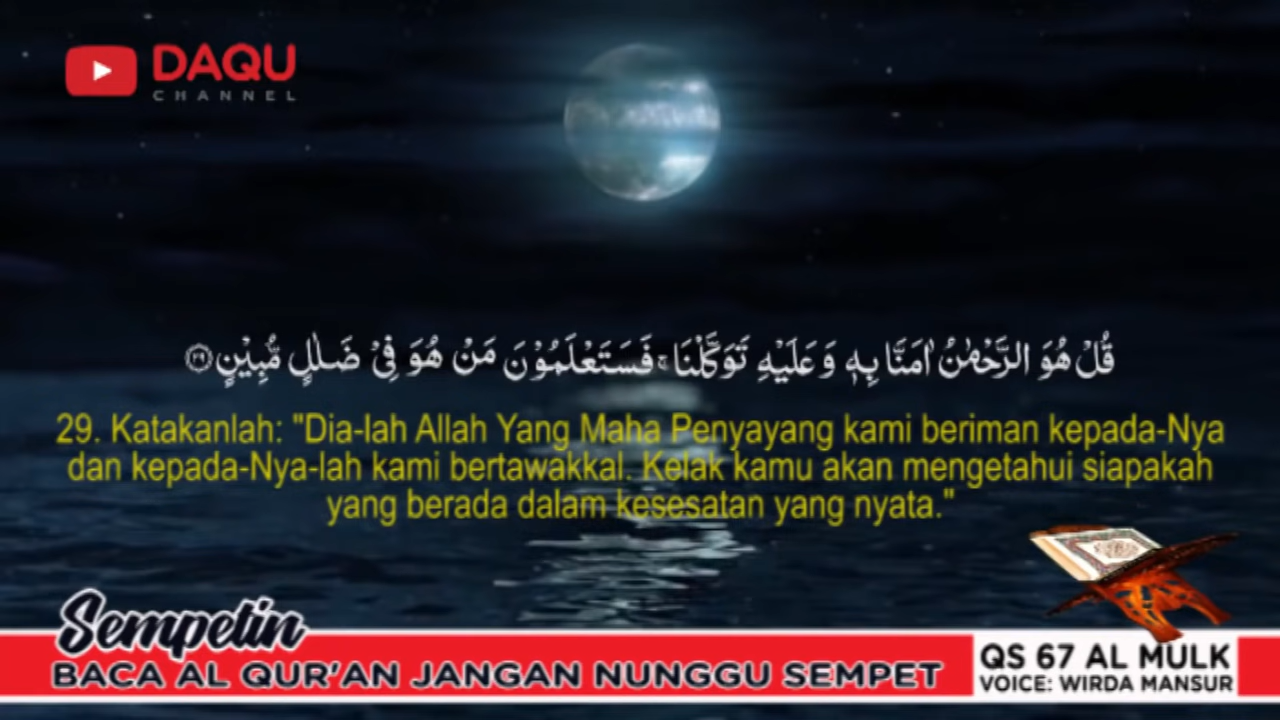 DAQU
CHANNEL
قُلْ هُوَ الرَّحْمٰنُ اٰمَنَّا بِهٖ وَعَلَيْهِ تَوَكَّلْنَا ۚ فَسَتَعْلَمُوْنَ مَنْ هُوَ فِيْ ضَلٰلٍ مُّبِيْنٍ ۝٢٩
29. Katakanlah: "Dia-lah Allah Yang Maha Penyayang kami beriman kepada-Nya
dan kepada-Nya-lah kami bertawakkal. Kelak kamu akan mengetahui siapakah
yang berada dalam kesesatan yang nyata."
Sempetin
BACA AL QUR'AN JANGAN NUNGGU SEMPET
QS 67 AL MULK
VOICE: WIRDA MANSUR